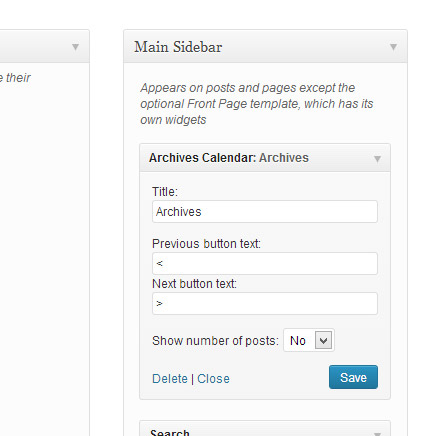 e their
Main Sidebar
Appears on posts and pages except the
optional Front Page template, which has its
own widgets
Archives Calendar: Archives
Title:
Archives
Previous button text:
<
Next button text:
>
Show number of posts: No
Delete | Close
Save
Search